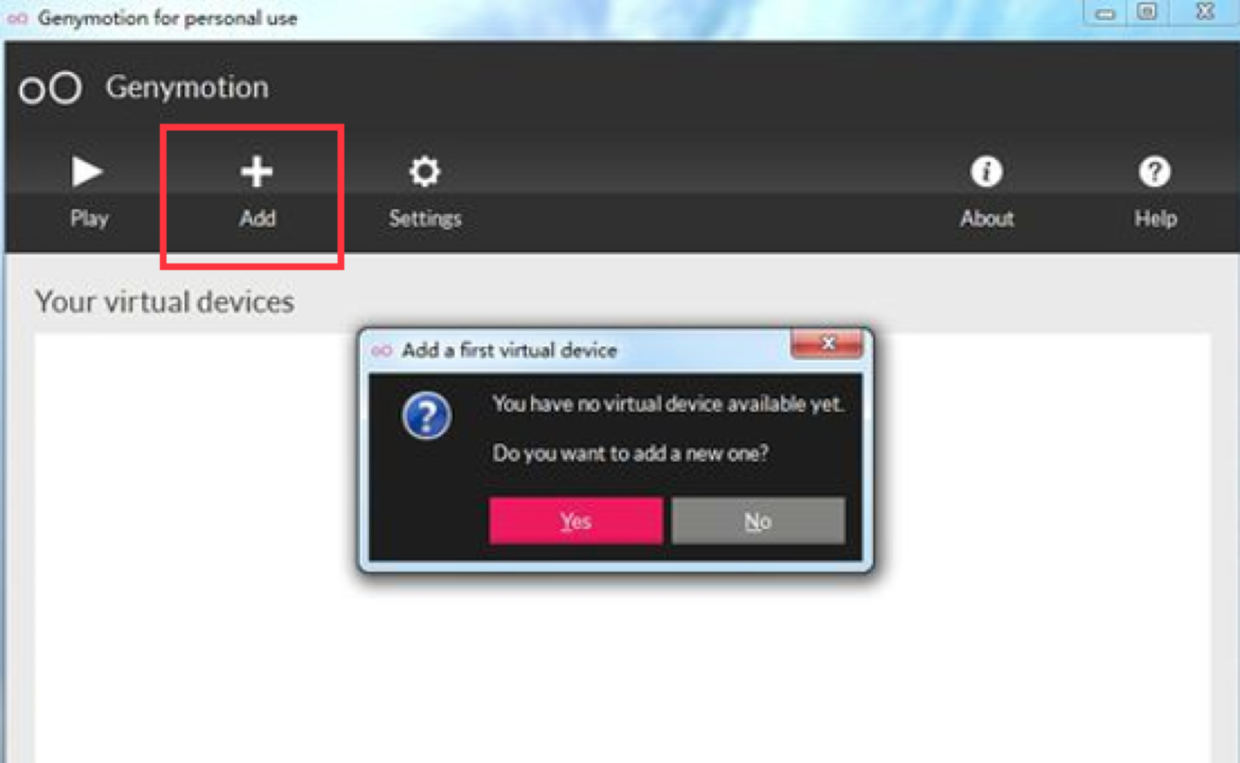 Genymotion for personal use
Genymotion
Play
Add
Settings
About
Help
Your virtual devices
Add a first virtual device
You have no virtual device available yet.
Do you want to add a new one?
Yes
No